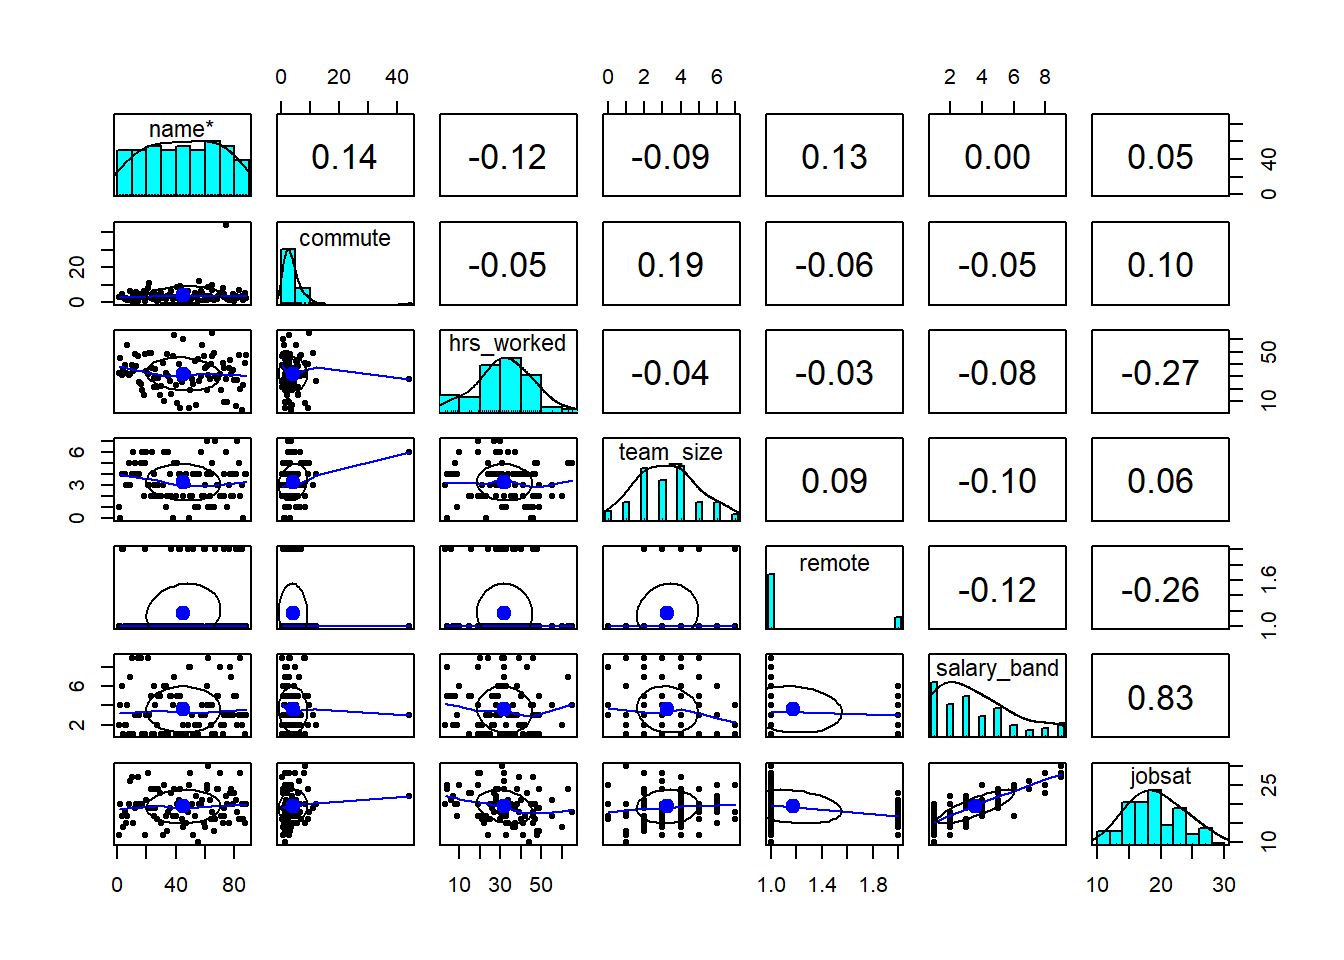 0 20 40 0 2 4 6 2 4 6 8
name* 0.14 -0.12 -0.09 0.13 0.00 0.05 0 40
0 20 commute -0.05 0.19 -0.06 -0.05 0.10
hrs_worked -0.04 -0.03 -0.08 -0.27 10 50
0 3 6 team_size 0.09 -0.10 0.06
remote -0.12 -0.26 1.0 1.6
2 6 salary_band 0.83
jobsat 10 25
0 40 80 10 30 50 1.0 1.4 1.8 10 20 30